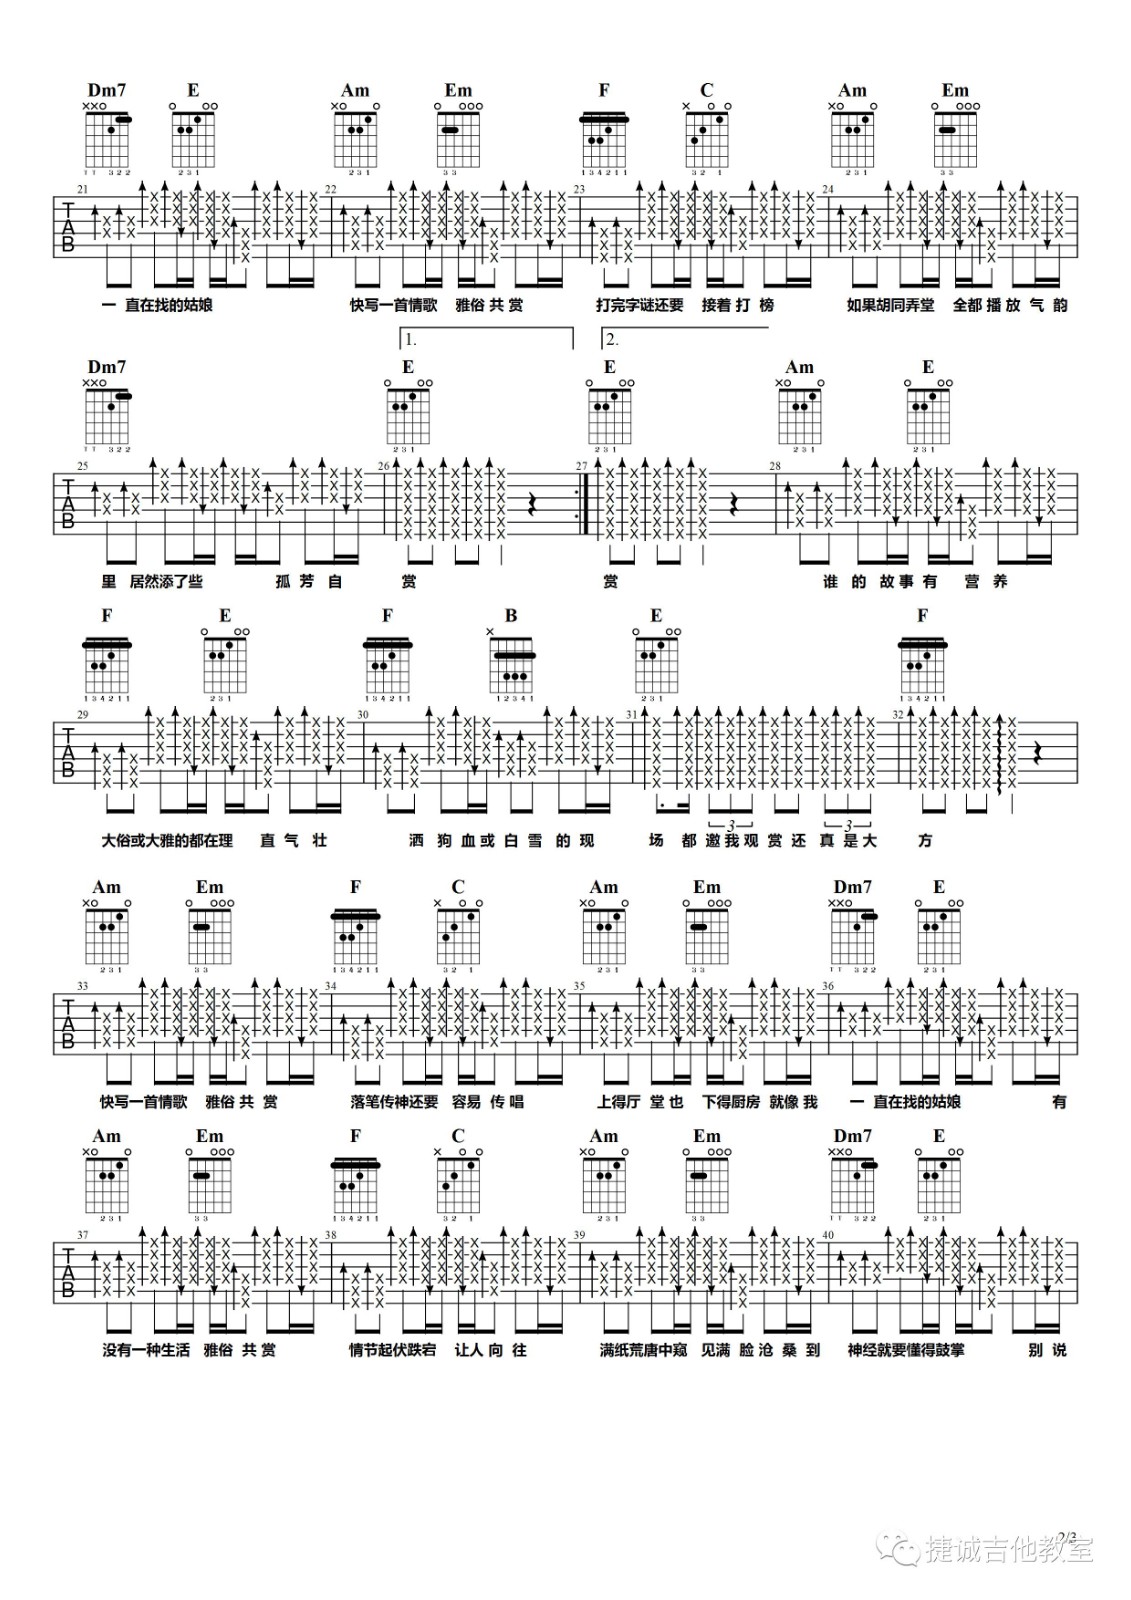 Dm7 E Am Em F C Am Em
21 22 23 24
一 直在找的姑娘 快写一首情歌 雅俗共赏 打完字谜还要 接着打榜 如果胡同弄堂 全都播放气韵
1. 2.
Dm7 E E Am E
25 26 27 28
里 居然添了些 孤芳自 赏 赏 谁的故事有 营养
F E F B E F
29 30 31 32
大俗或大雅的都在理 直气壮 洒狗血或白雪的现 场都邀我观赏还真是大 方
3 3
Am Em F C Am Em Dm7 E
33 34 35 36
快写一首情歌 雅俗共赏 落笔传神还要 容易传唱 上得厅堂也 下得厨房就像我 一 直在找的姑娘 有
Am Em F C Am Em Dm7 E
37 38 39 40
没有一种生活 雅俗共赏 情节起伏跌宕 让人向往 满纸荒唐中窥 见满脸沧桑到 神经就要懂得鼓掌 别说
2/3
捷诚吉他教室